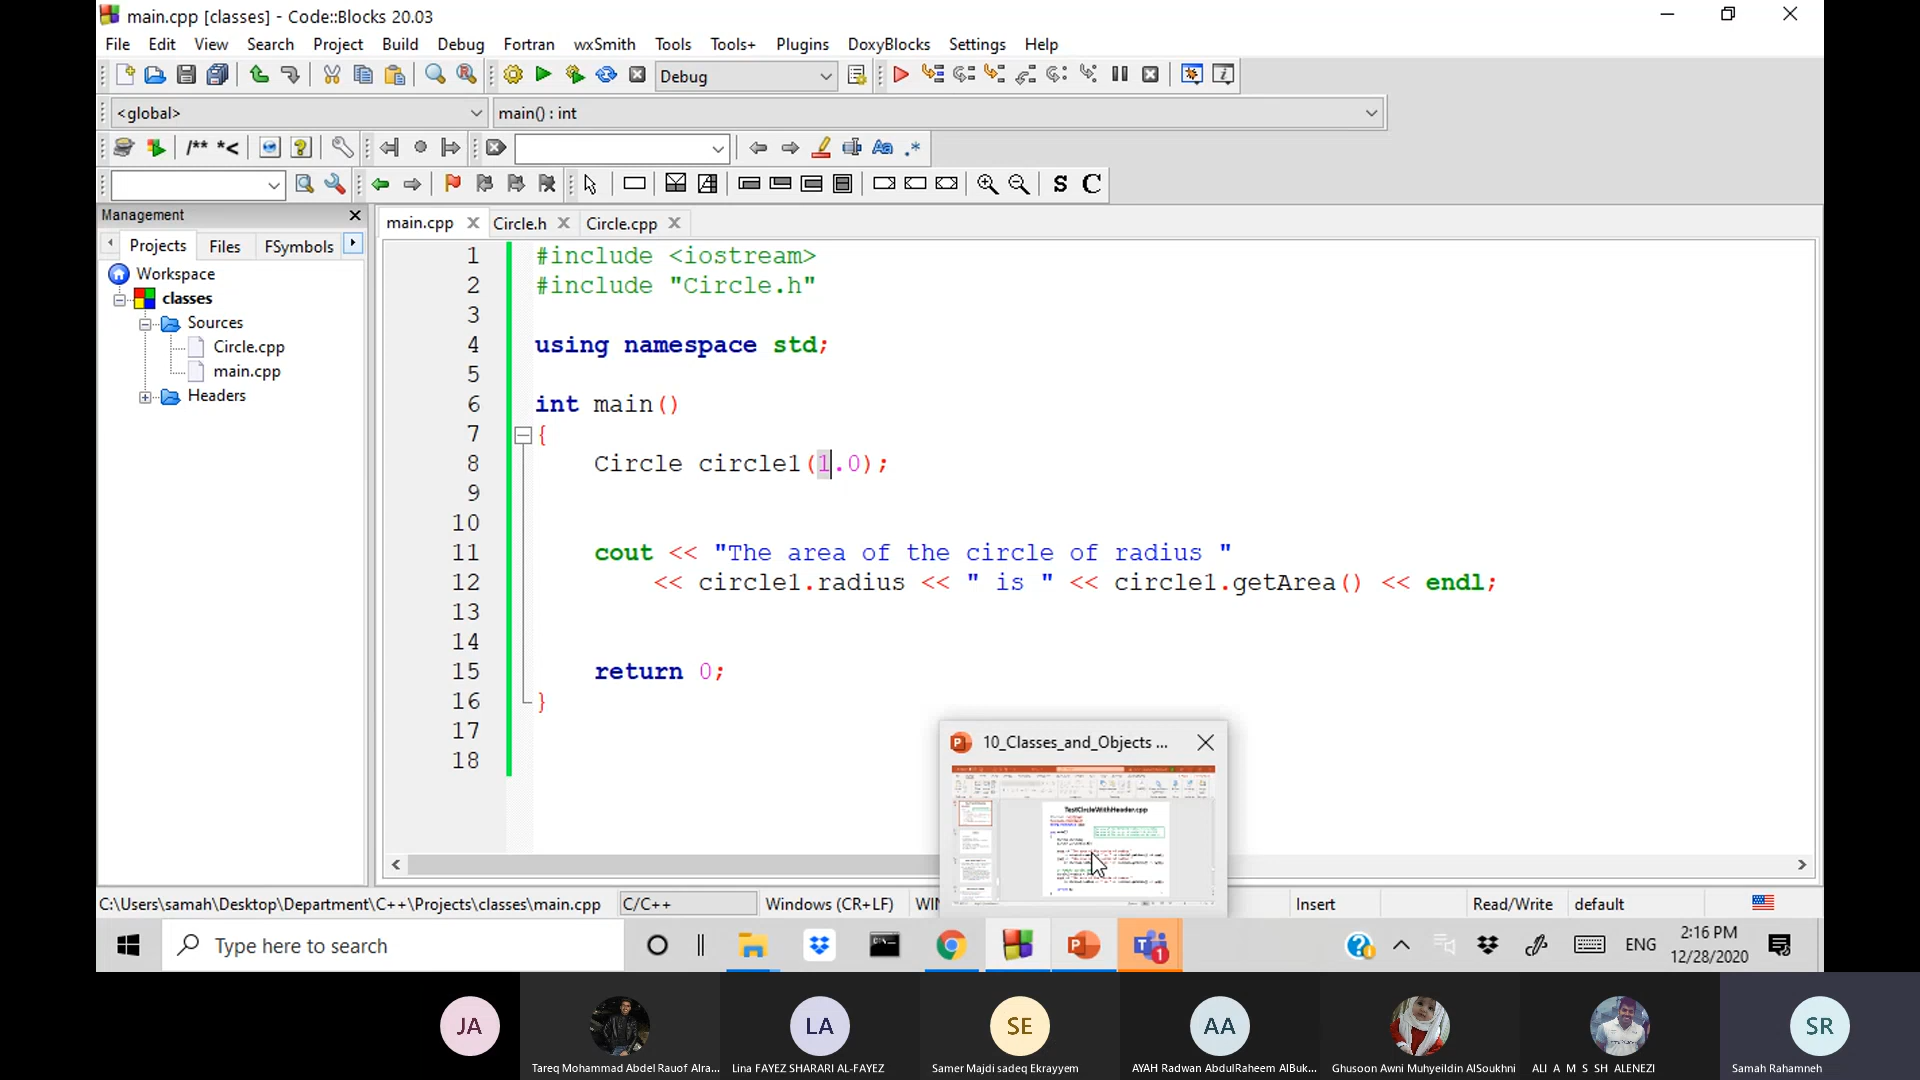 main.cpp [classes] - Code::Blocks 20.03
File Edit View Search Project Build Debug Fortran wxSmith Tools Tools+ Plugins DoxyBlocks Settings Help
Debug
<global> main() : int
/** *<
Aa .*
S C
Management
Projects Files FSymbols
Workspace
classes
Sources
Circle.cpp
main.cpp
Headers
main.cpp Circle.h Circle.cpp
1 #include <iostream>
2 #include "Circle.h"
3
4 using namespace std;
5
6 int main()
7 {
8 Circle circle1(1.0);
9
10
11 cout << "The area of the circle of radius "
12 << circle1.radius << " is " << circle1.getArea() << endl;
13
14
15 return 0;
16 }
17
18
10_Classes_and_Objects ...
TestCircleWithHeader.cpp
C:\Users\samah\Desktop\Department\C++\Projects\classes\main.cpp C/C++ Windows (CR+LF) WIN Insert Read/Write default
Type here to search
1
ENG
2:16 PM
12/28/2020
JA LA SE AA SR
Tareq Mohammad Abdel Rauof Alra... Lina FAYEZ SHARARI AL-FAYEZ Samer Majdi sadeq Ekrayyem AYAH Radwan AbdulRaheem AlBuk... Ghusoon Awni Muhyeildin AlSoukhni ALI A M S SH ALENEZI Samah Rahamneh